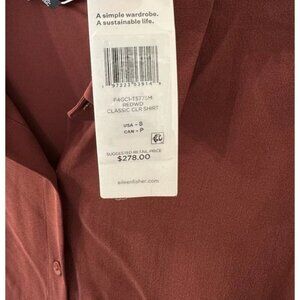 A simple wardrobe.
A sustainable life.
F4GC1-T5775M
REDWD
CLASSIC CLR SHIRT
USA - S
CAN - P
SUGGESTED RETAIL PRICE
$278.00
eileenfisher.com